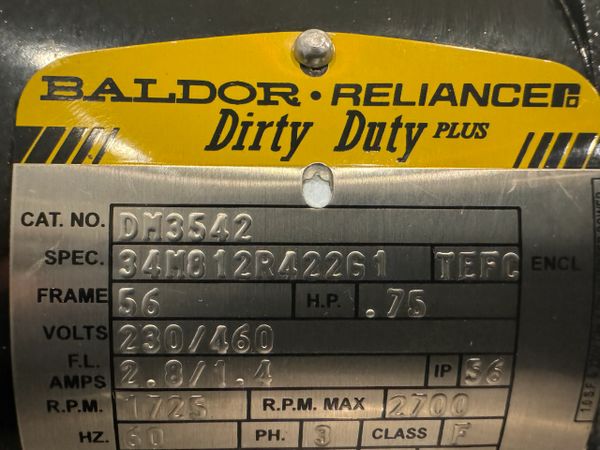 BALDOR • RELIANCE
Dirty Duty PLUS
CAT. NO. DM3542
SPEC. 34M812R422G1 TEFC ENCL
FRAME 56 H.P. .75
VOLTS 230/460
F.L. AMPS 2.8/1.4 IP 56
R.P.M. 1725 R.P.M. MAX 2700
HZ. 60 PH. 3 CLASS F